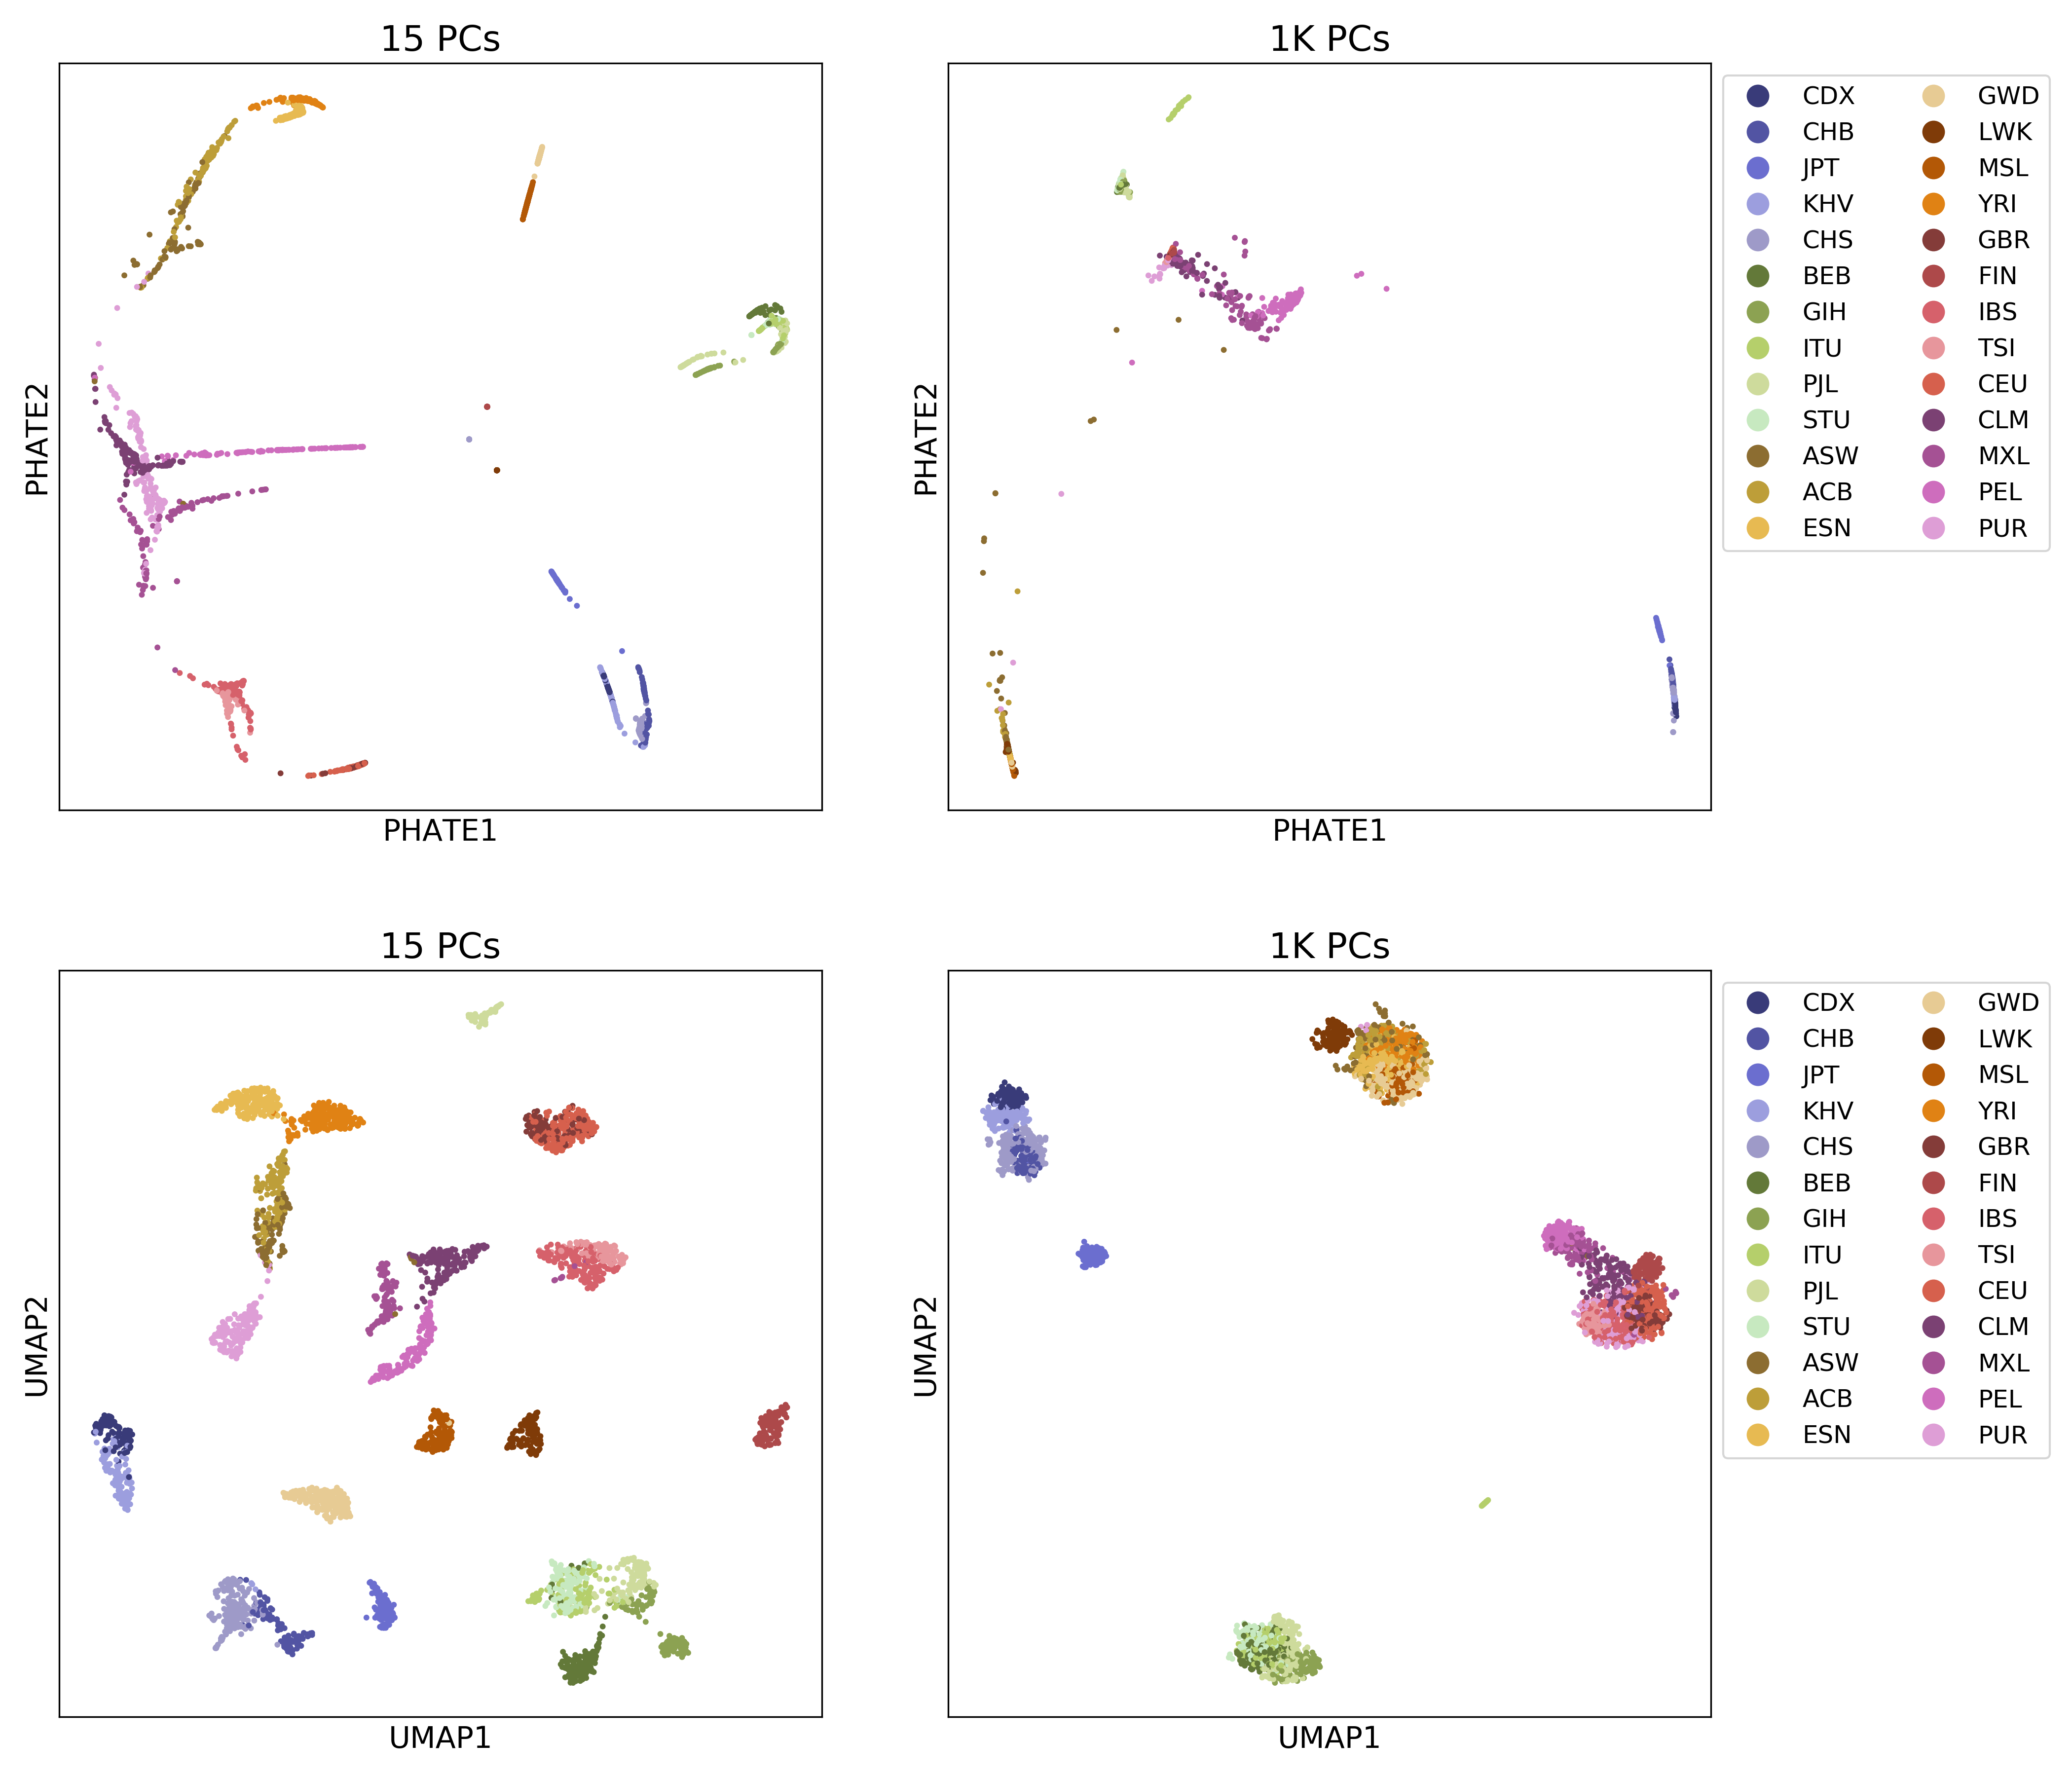 15 PCs
1K PCs
PHATE2
PHATE1
PHATE2
PHATE1
CDX GWD
CHB LWK
JPT MSL
KHV YRI
CHS GBR
BEB FIN
GIH IBS
ITU TSI
PJL CEU
STU CLM
ASW MXL
ACB PEL
ESN PUR
15 PCs
1K PCs
UMAP2
UMAP1
UMAP2
UMAP1
CDX GWD
CHB LWK
JPT MSL
KHV YRI
CHS GBR
BEB FIN
GIH IBS
ITU TSI
PJL CEU
STU CLM
ASW MXL
ACB PEL
ESN PUR